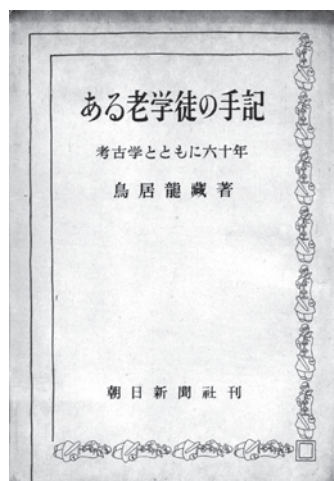 ある老学徒の手記
考古学とともに六十年
鳥居龍藏著
朝日新聞社刊